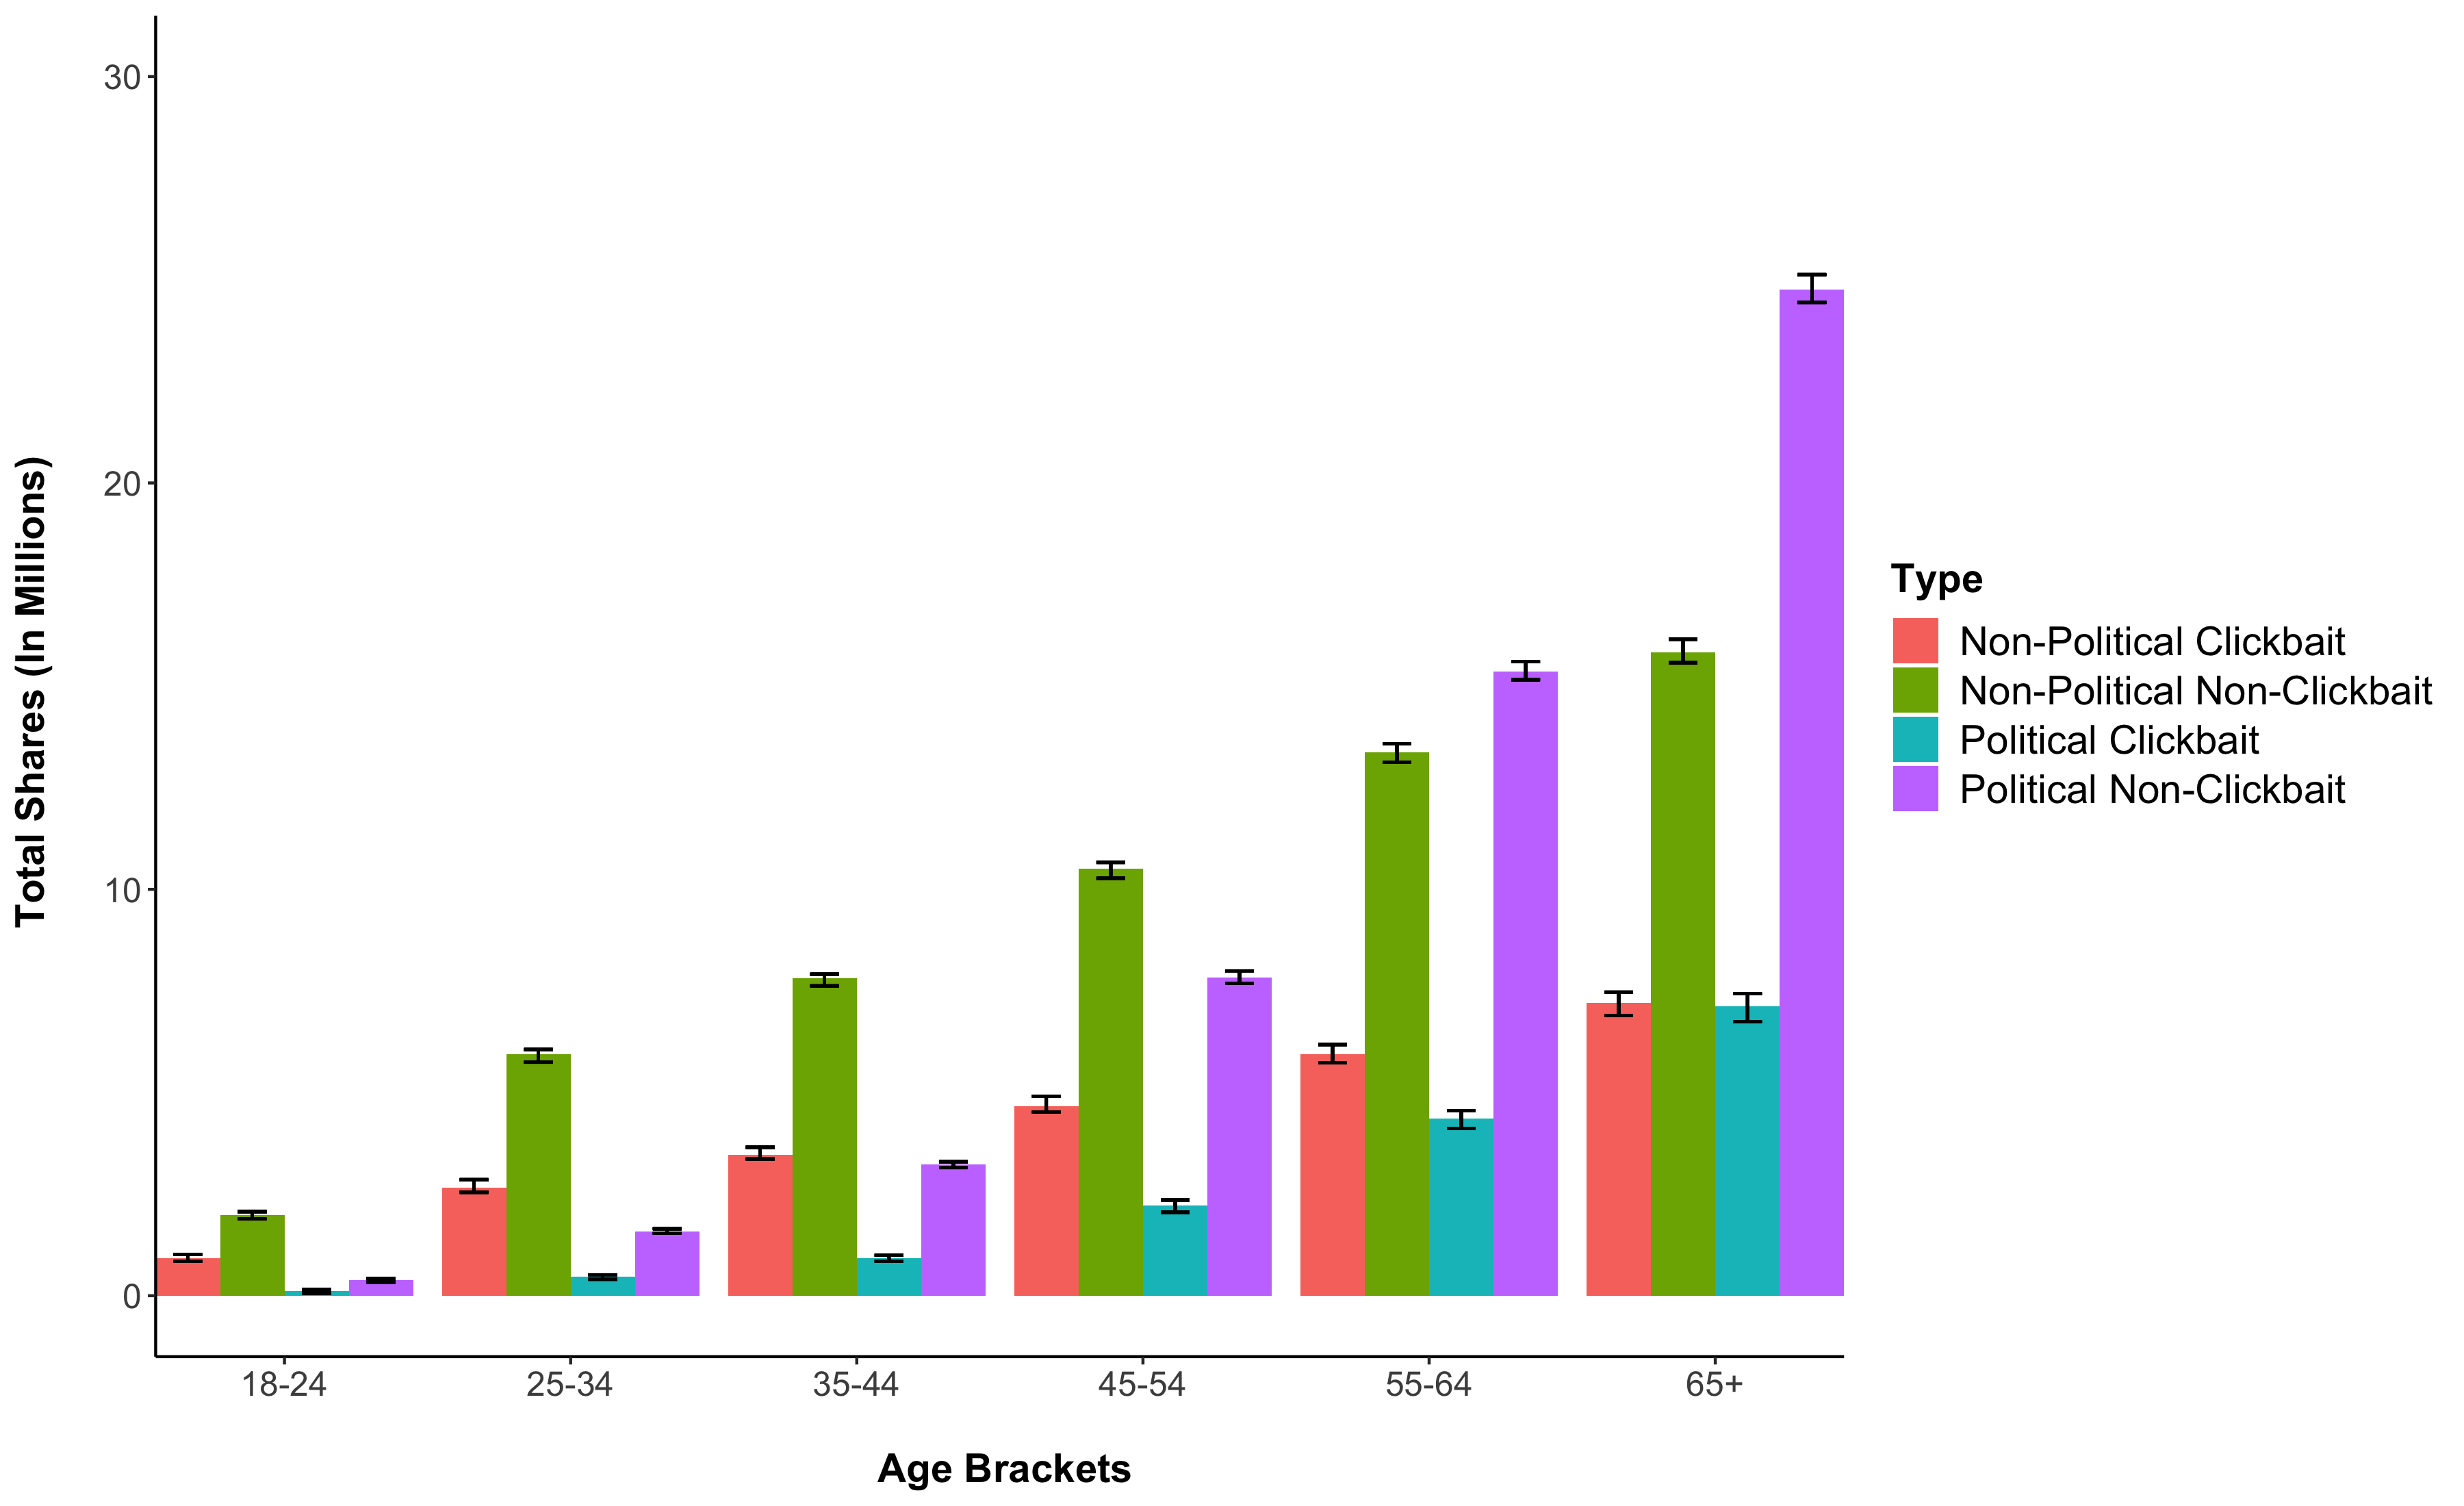 30
20
10
0
Total Shares (In Millions)
18-24
25-34
35-44
45-54
55-64
65+
Age Brackets
Type
Non-Political Clickbait
Non-Political Non-Clickbait
Political Clickbait
Political Non-Clickbait